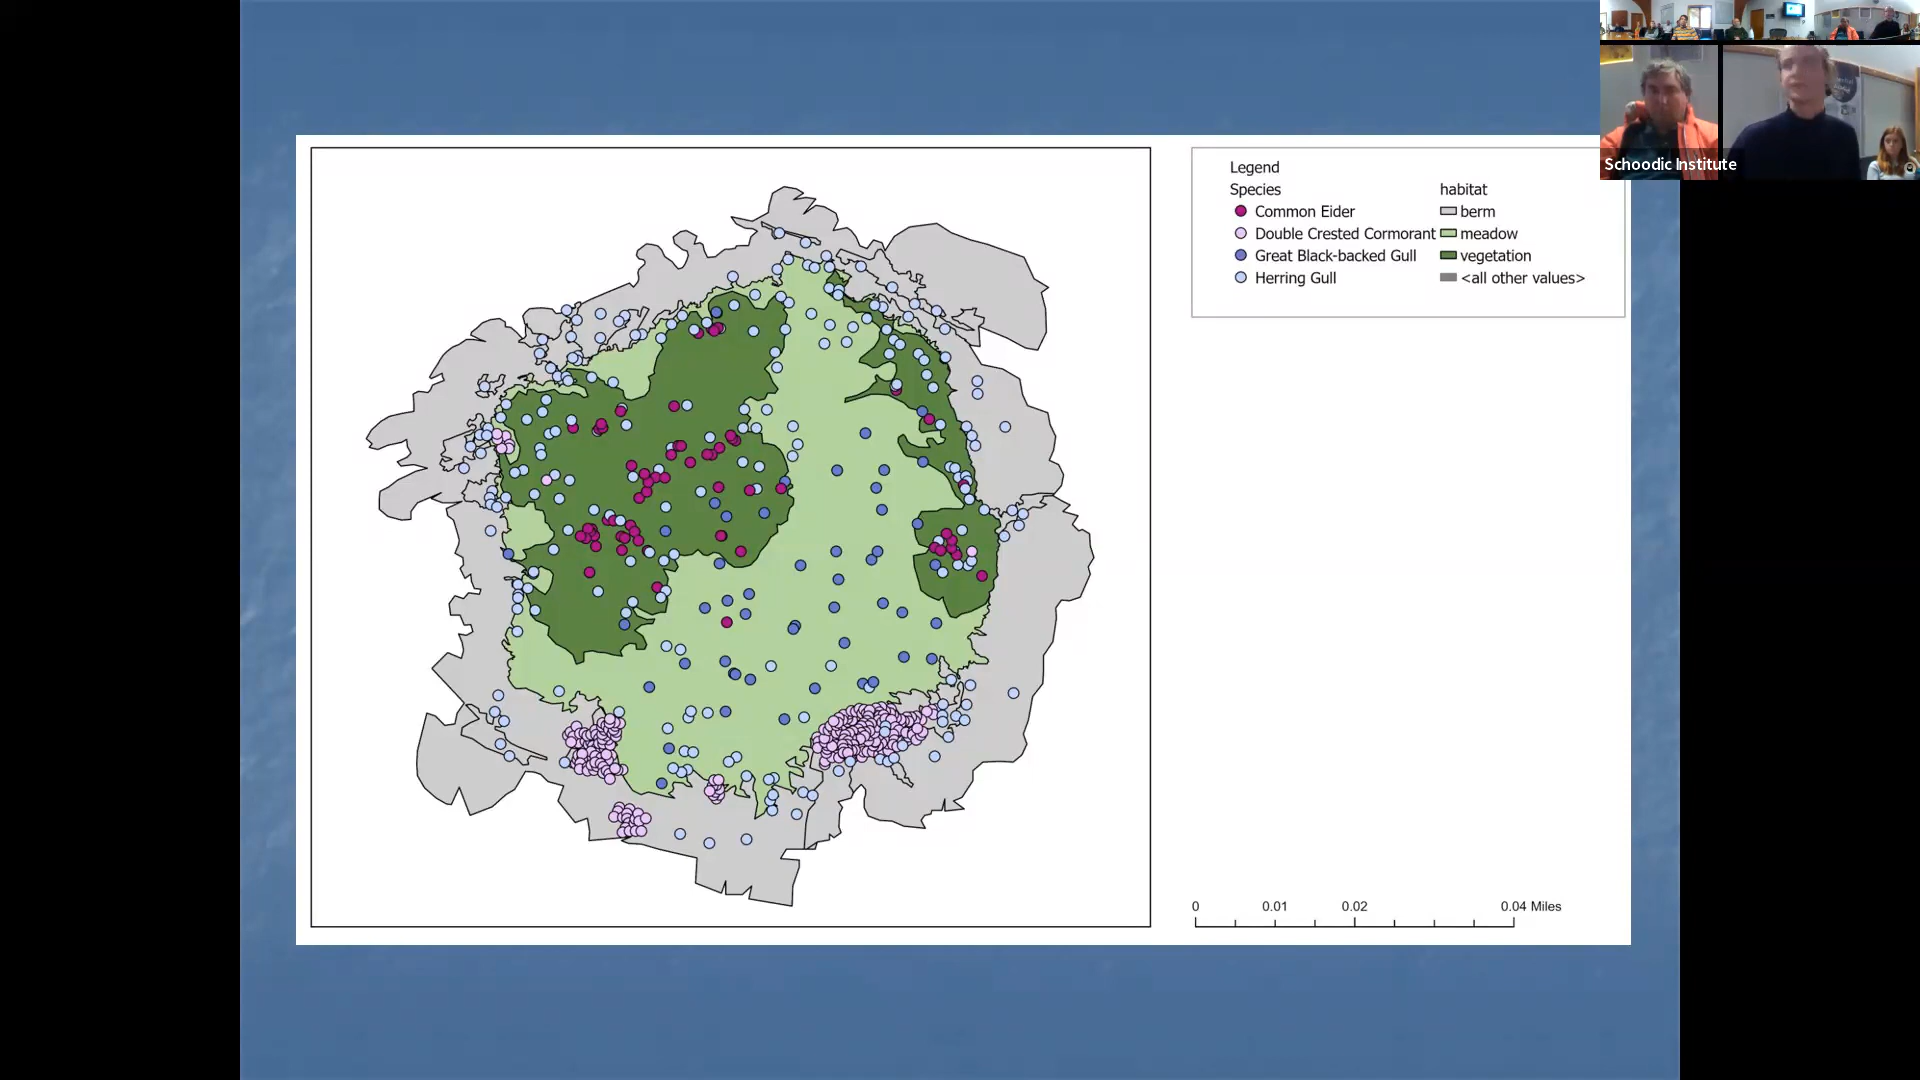 Legend
Species
habitat
Common Eider
berm
Double Crested Cormorant
meadow
Great Black-backed Gull
vegetation
Herring Gull
<all other values>
Schoodic Institute
0
0.01
0.02
0.04 Miles